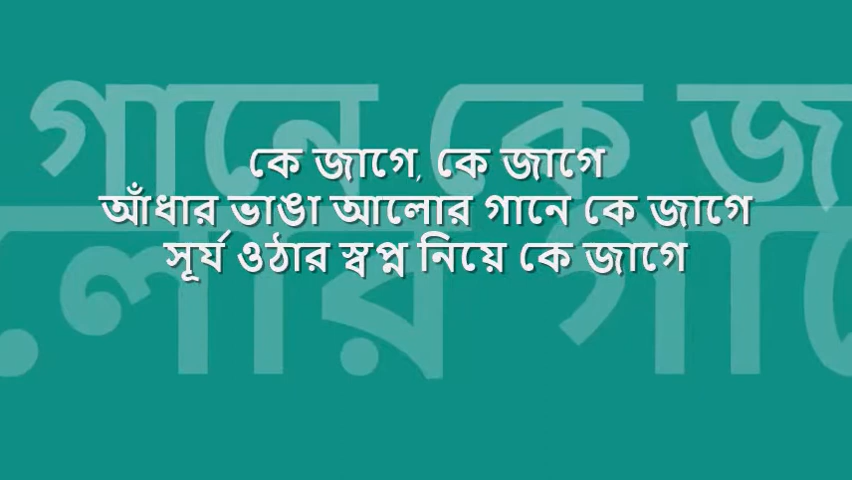 গানে কে জ
কে জাগে, কে জাগে
আঁধার ভাঙা আলোর গানে কে জাগে
সূর্য ওঠার স্বপ্ন নিয়ে কে জাগে
লোর গা